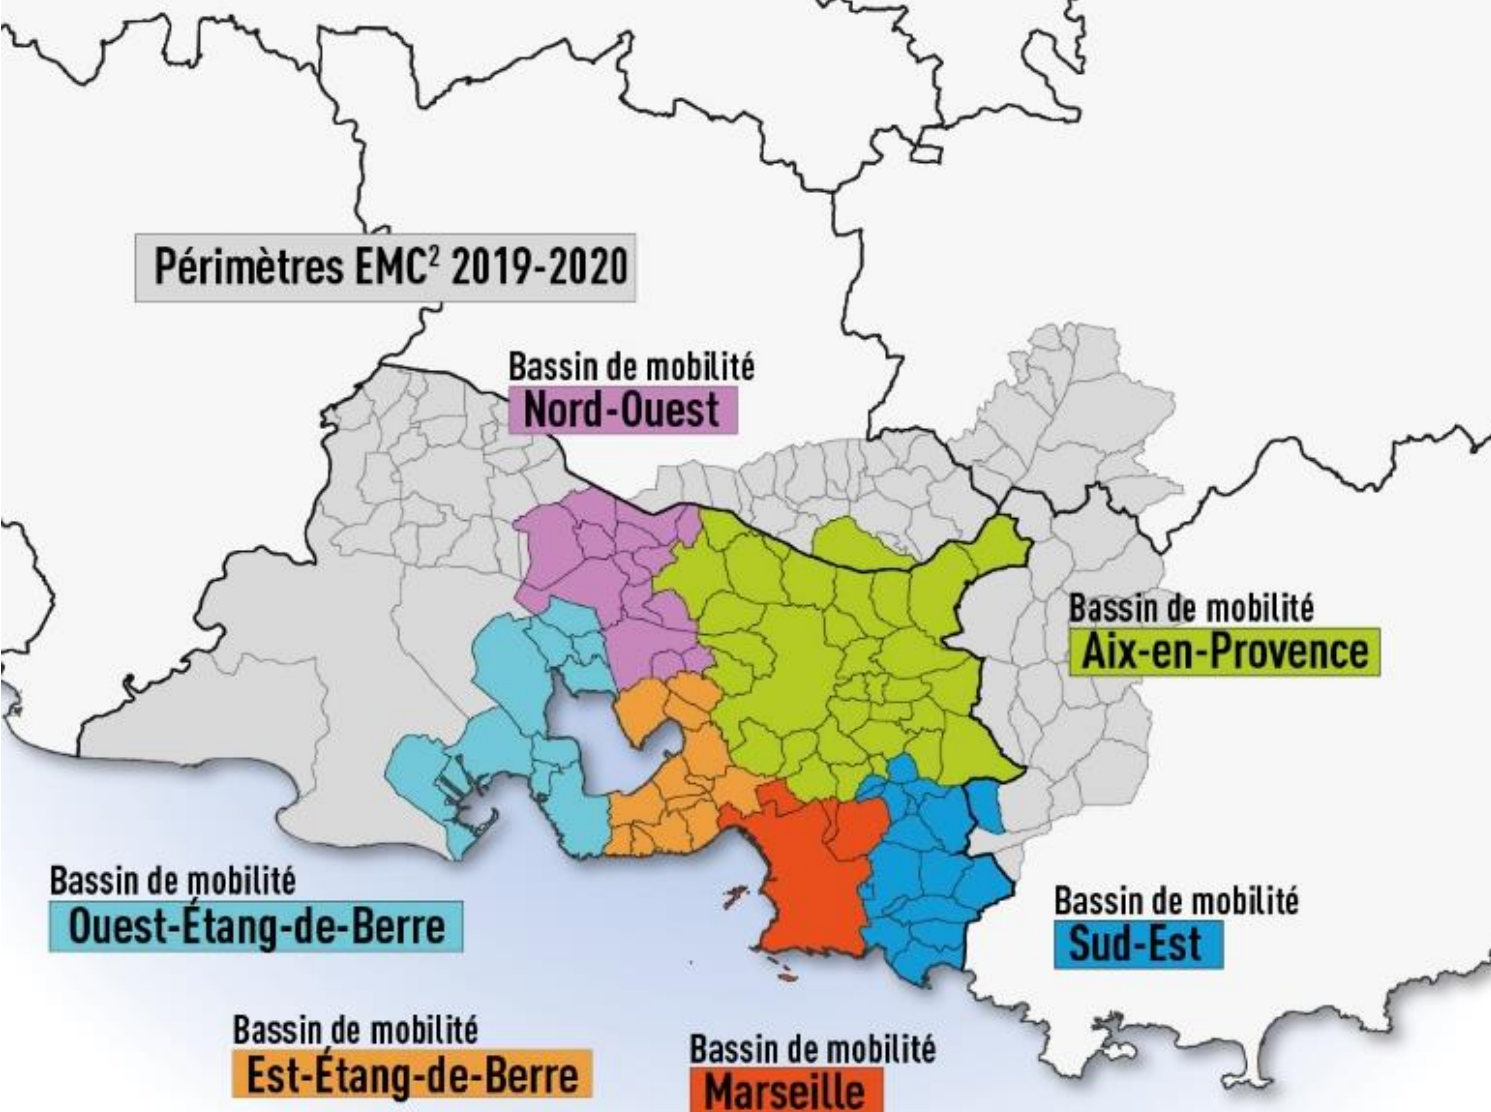 Périmètres EMC² 2019-2020
Bassin de mobilité
Nord-Ouest
Bassin de mobilité
Aix-en-Provence
Bassin de mobilité
Ouest-Étang-de-Berre
Bassin de mobilité
Sud-Est
Bassin de mobilité
Est-Étang-de-Berre
Bassin de mobilité
Marseille